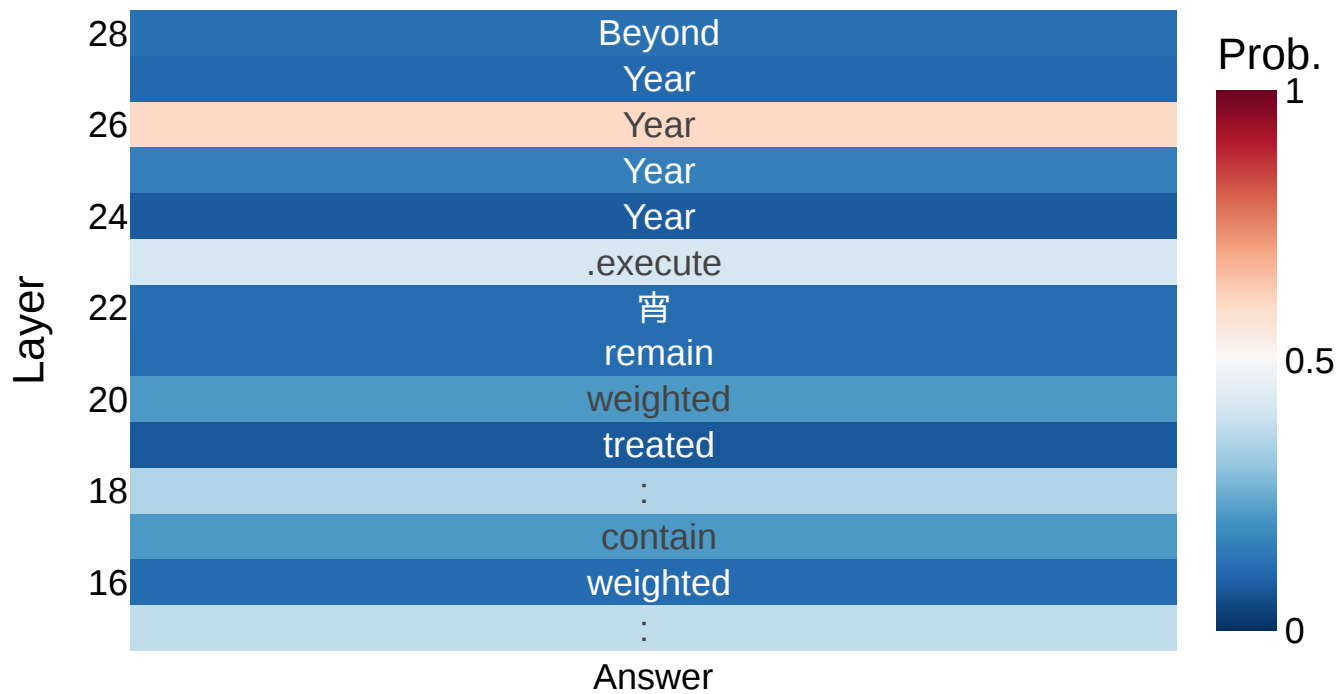 28
Beyond
Prob.
Year
1
26
Year
Year
24
Year
.execute
22
宵
remain
0.5
20
weighted
treated
18
:
contain
16
weighted
0
:
Layer
Answer